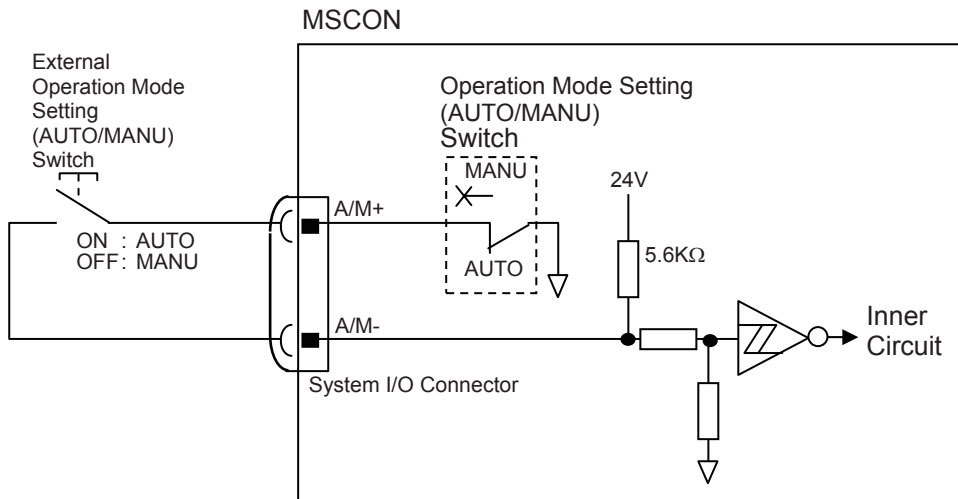 MSCON
External
Operation Mode
Setting
(AUTO/MANU)
Switch
ON : AUTO
OFF: MANU
Operation Mode Setting
(AUTO/MANU)
Switch
MANU
AUTO
A/M+
A/M-
System I/O Connector
24V
5.6KΩ
Inner
Circuit